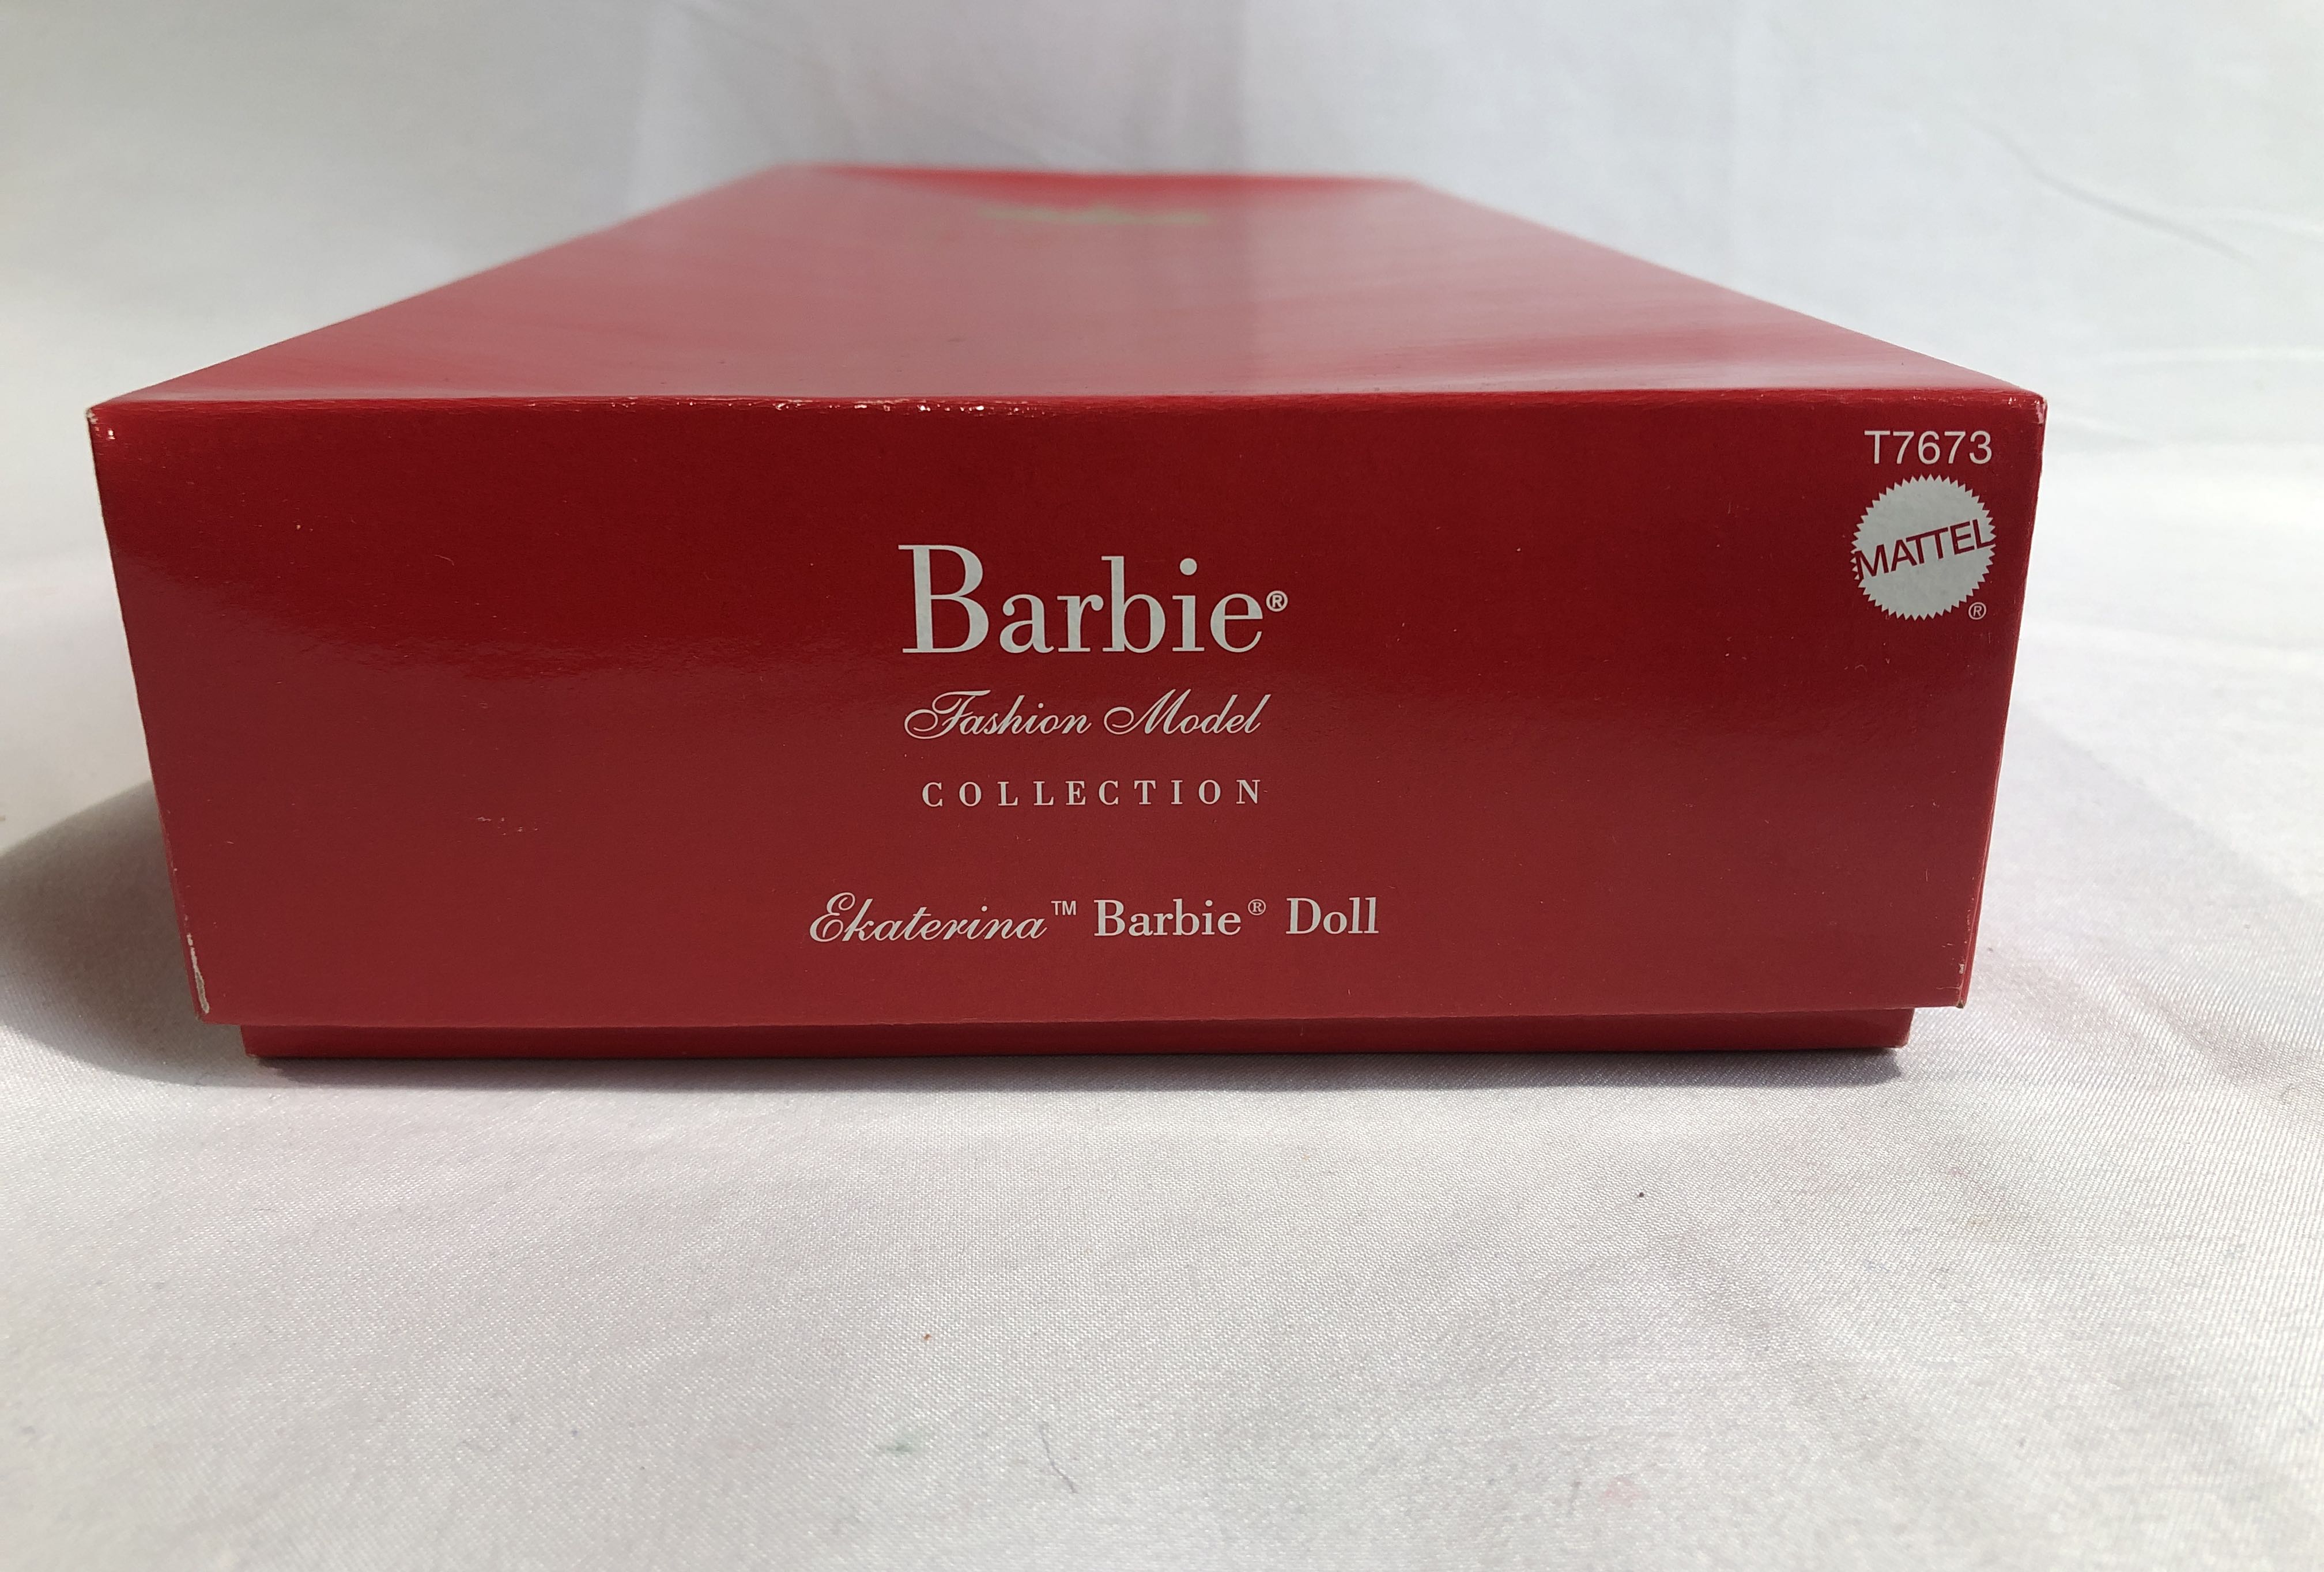 T7673
MATTEL
®
Barbie®
Fashion Model
COLLECTION
Ekaterina™ Barbie® Doll